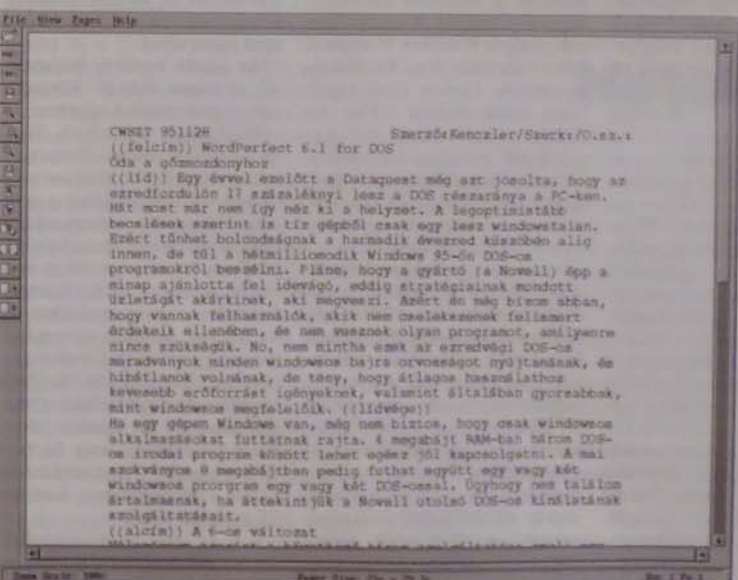 File View Pages Help
CWSZT 951128 Szerző:Kenczler/Szerk:/O.sz.:
((felcím)) WordPerfect 6.1 for DOS
Óda a gőzmozdonyhoz
((líd)) Egy évvel ezelőtt a Dataquest még azt jósolta, hogy az
ezredfordulón 17 százaléknyi lesz a DOS részaránya a PC-ken.
Hát most már nem így néz ki a helyzet. A legoptimistább
becslések szerint is tíz gépből csak egy lesz windowstalan.
Ezért tűnhet bolondságnak a harmadik évezred küszöbén alig
innen, de túl a hétmilliomodik Windows 95-ön DOS-os
programokról beszélni. Pláne, hogy a gyártó (a Novell) épp a
minap ajánlotta fel idevágó, eddig stratégiainak mondott
üzletágát akárkinek, aki megveszi. Azért én még bízom abban,
hogy vannak felhasználók, akik nem cselekszenek felismert
érdekeik ellenében, és nem vesznek olyan programot, amilyenre
nincs szükségük. No, nem mintha ezek az ezredvégi DOS-os
maradványok minden windowsos bajra orvosságot nyújtanának, és
hibátlanok volnának, de tény, hogy átlagos használathoz
kevesebb erőforrást igényelnek, valamint általában gyorsabbak,
mint windowsos megfelelőik. ((lídvége))
Ha egy gépen Windows van, még nem biztos, hogy csak windowsos
alkalmazásokat futtatnak rajta. 4 megabájt RAM-ban három DOS-
os irodai program között lehet egész jól kapcsolgatni. A mai
szokványos 8 megabájtban pedig futhat együtt egy vagy két
windowsos prorgram egy vagy két DOS-ossal. Úgyhogy nem találom
ártalmasnak, ha áttekintjük a Novell utolsó DOS-os kínálatának
szolgáltatásait.
((alcím)) A 6-os változat